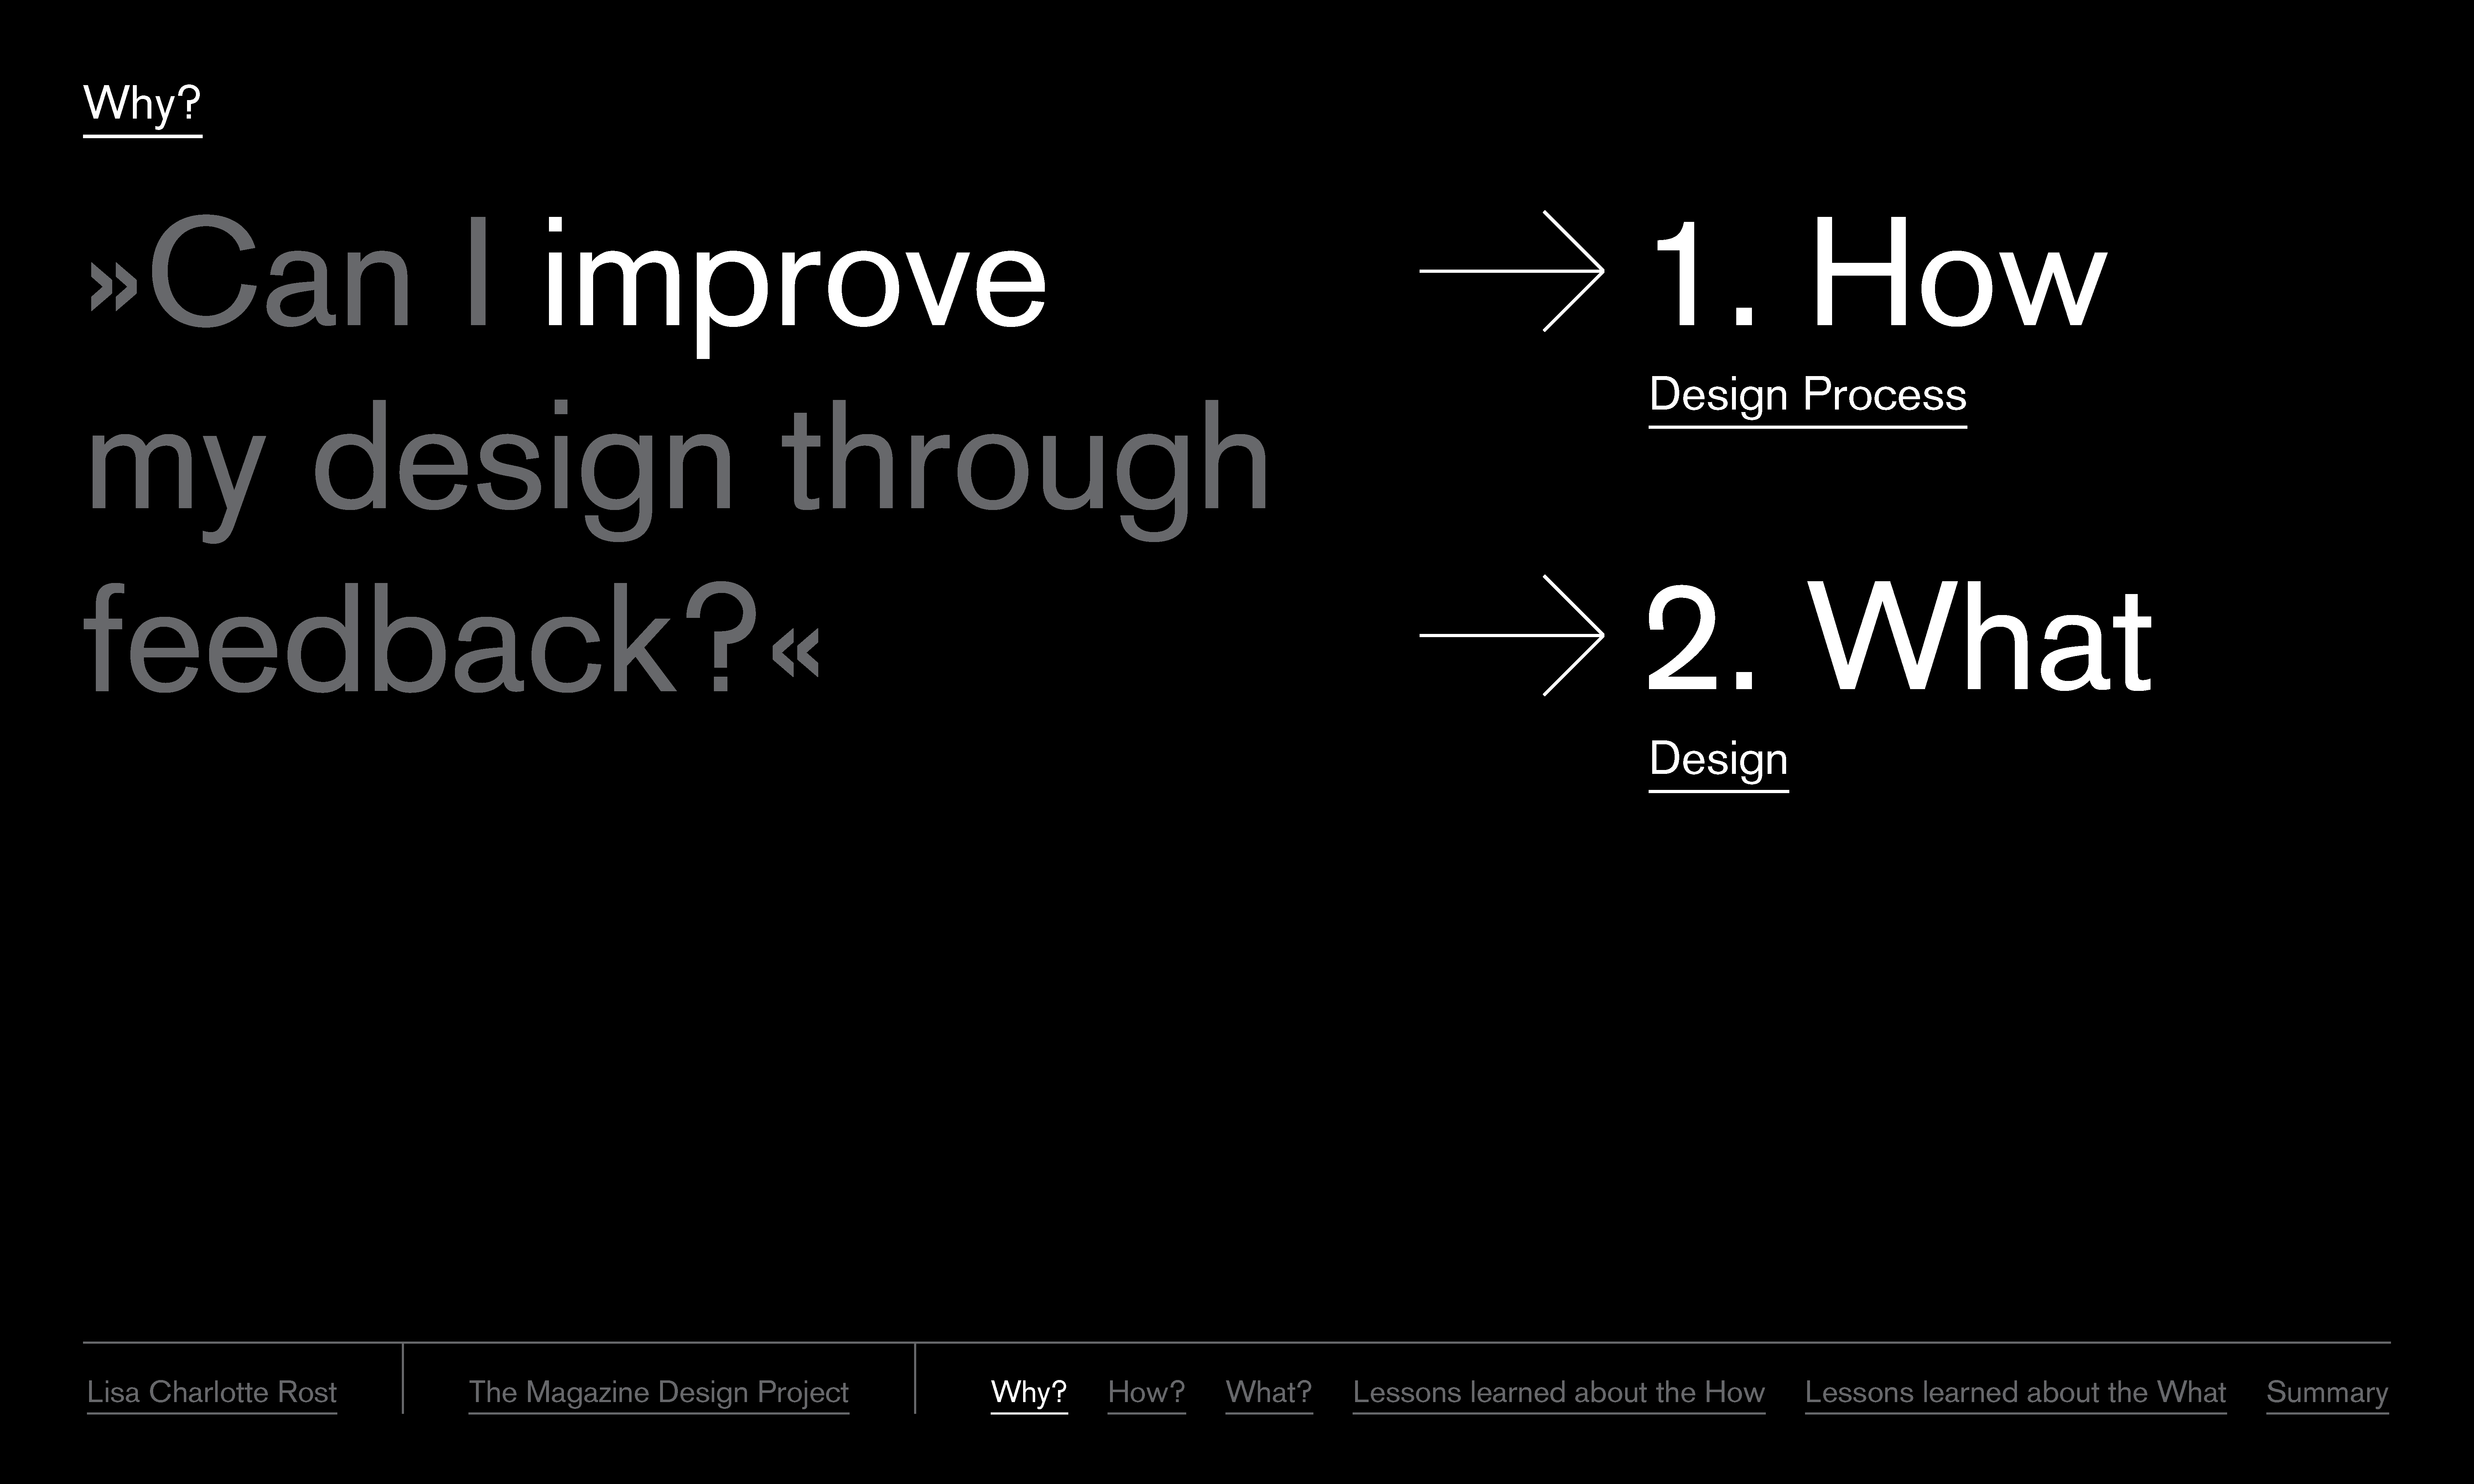 Why?
»Can I improve
my design through
feedback?«
1. How
Design Process
2. What
Design
Lisa Charlotte Rost
The Magazine Design Project
Why? How? What? Lessons learned about the How Lessons learned about the What Summary